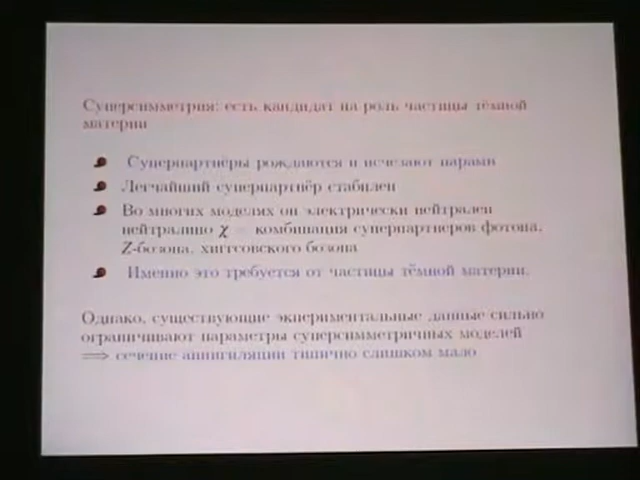 Суперсимметрия: есть кандидат на роль частицы тёмной
материи
Суперпартнёры рождаются и исчезают парами
Легчайший суперпартнёр стабилен
Во многих моделях он электрически нейтрален
нейтралино χ – комбинация суперпартнеров фотона,
Z-бозона, хиггсовского бозона
Именно это требуется от частицы тёмной материи.
Однако, существующие экпериментальные данные сильно
ограничивают параметры суперсимметричных моделей
⟹ сечение аннигиляции типично слишком мало